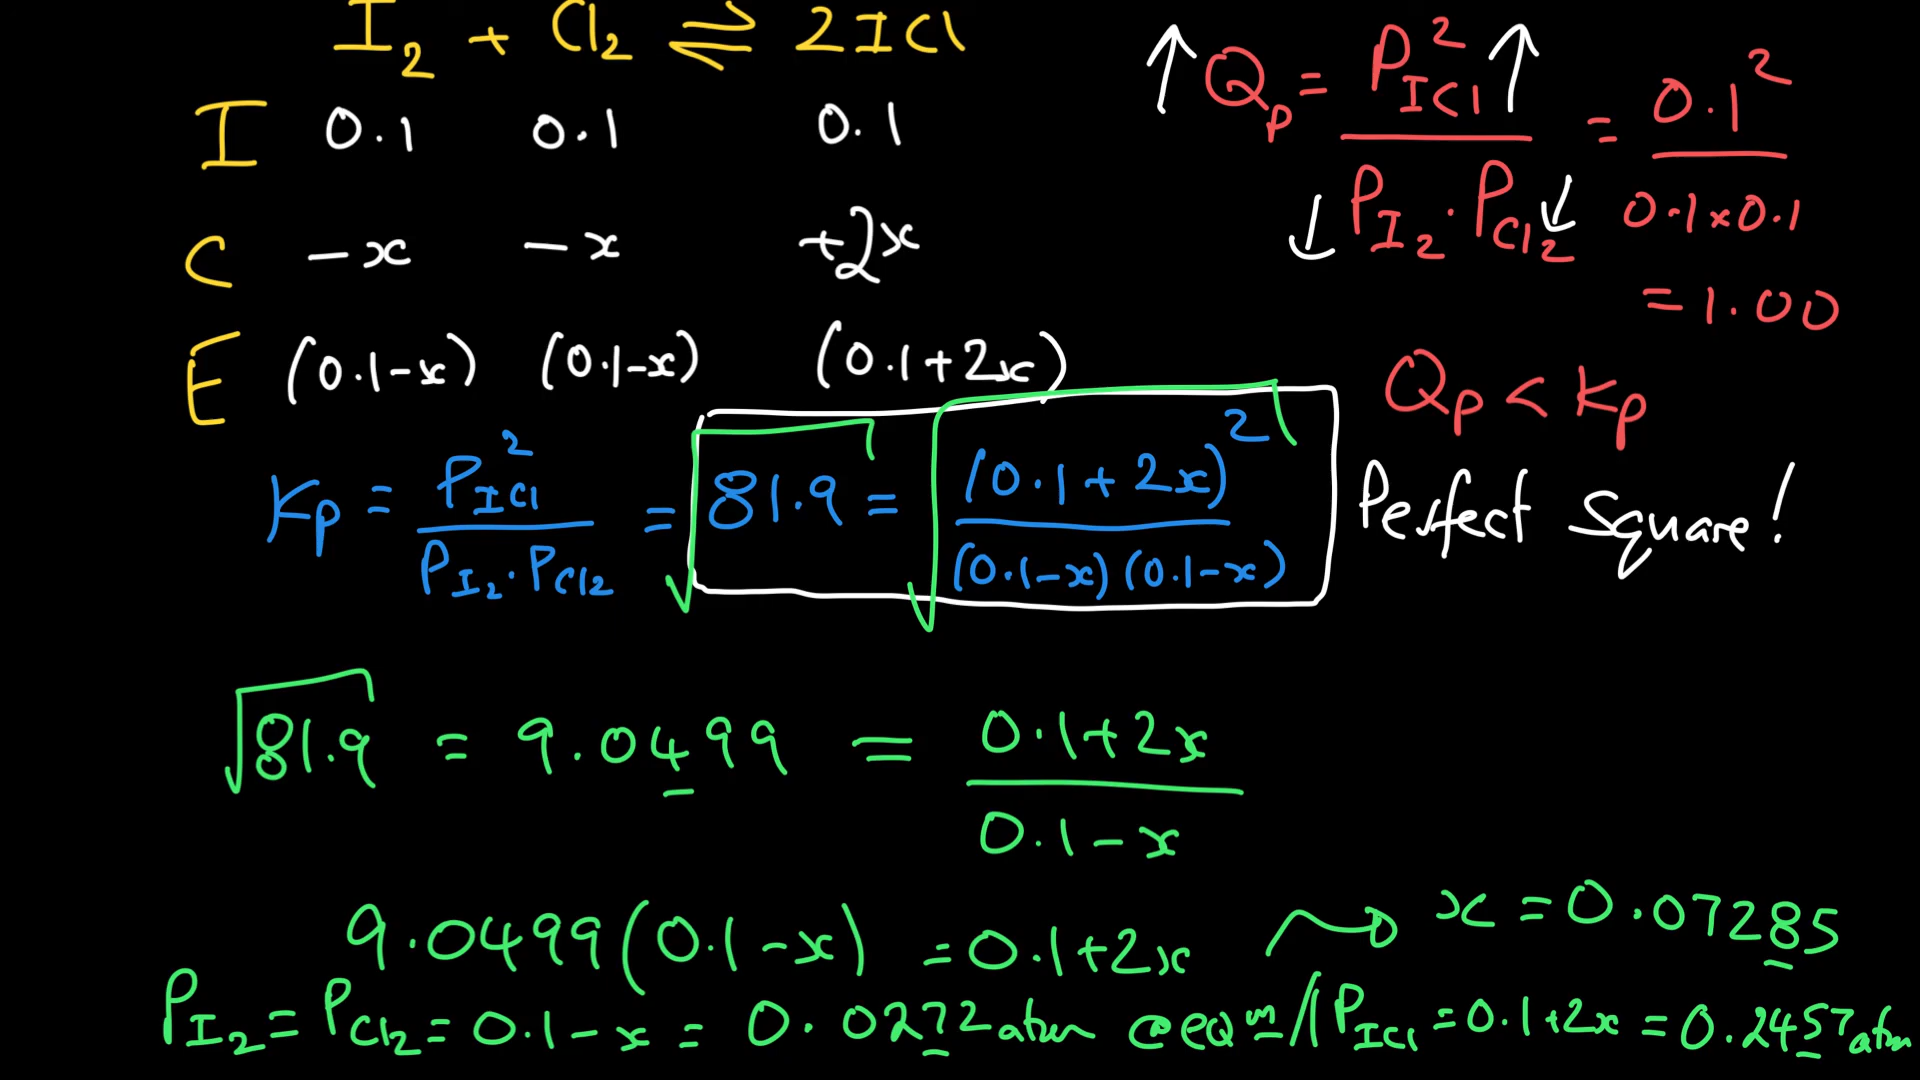 I₂ + Cl₂ ⇌ 2ICl
I 0.1 0.1 0.1
C -x -x +2x
E (0.1-x) (0.1-x) (0.1+2x)
↑Qp = P²ICl↑ / ↓PI₂·PCl₂↓ = 0.1² / 0.1×0.1
= 1.00
Qp < Kp
Kp = P²ICl / PI₂·PCl₂ = √81.9 = √(0.1+2x)² / (0.1-x)(0.1-x)
Perfect Square!
√81.9 = 9.0499 = 0.1+2x / 0.1-x
9.0499(0.1-x) = 0.1+2x → x = 0.07285
PI₂ = PCl₂ = 0.1-x = 0.0272 atm @ eqm // PICl = 0.1+2x = 0.2457 atm